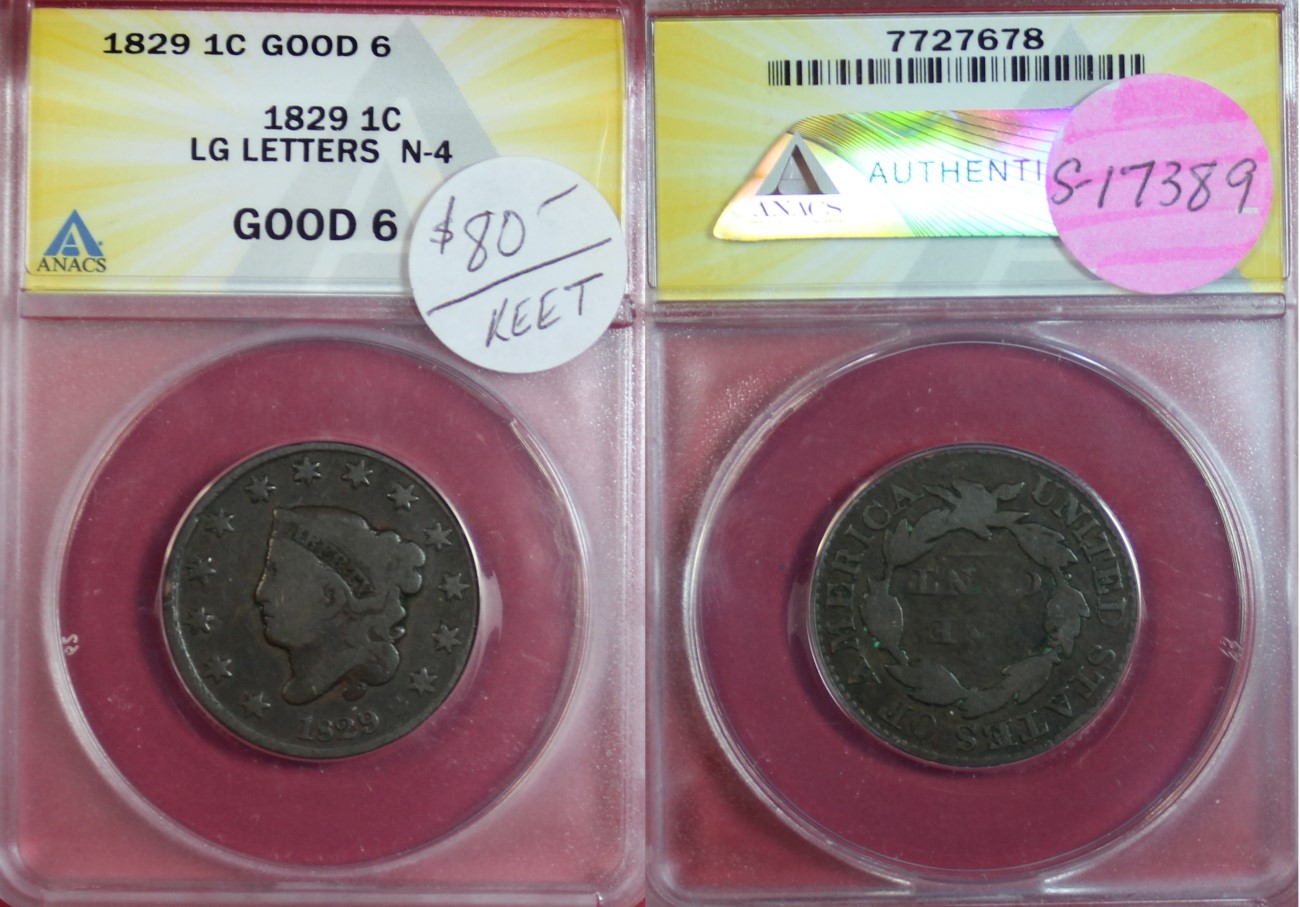 1829 1C GOOD 6
1829 1C
LG LETTERS N-4
GOOD 6
ANACS
$80-
KEET
1829
7727678
ANACS
AUTHENTI
S-17389
UNITED STATES OF AMERICA